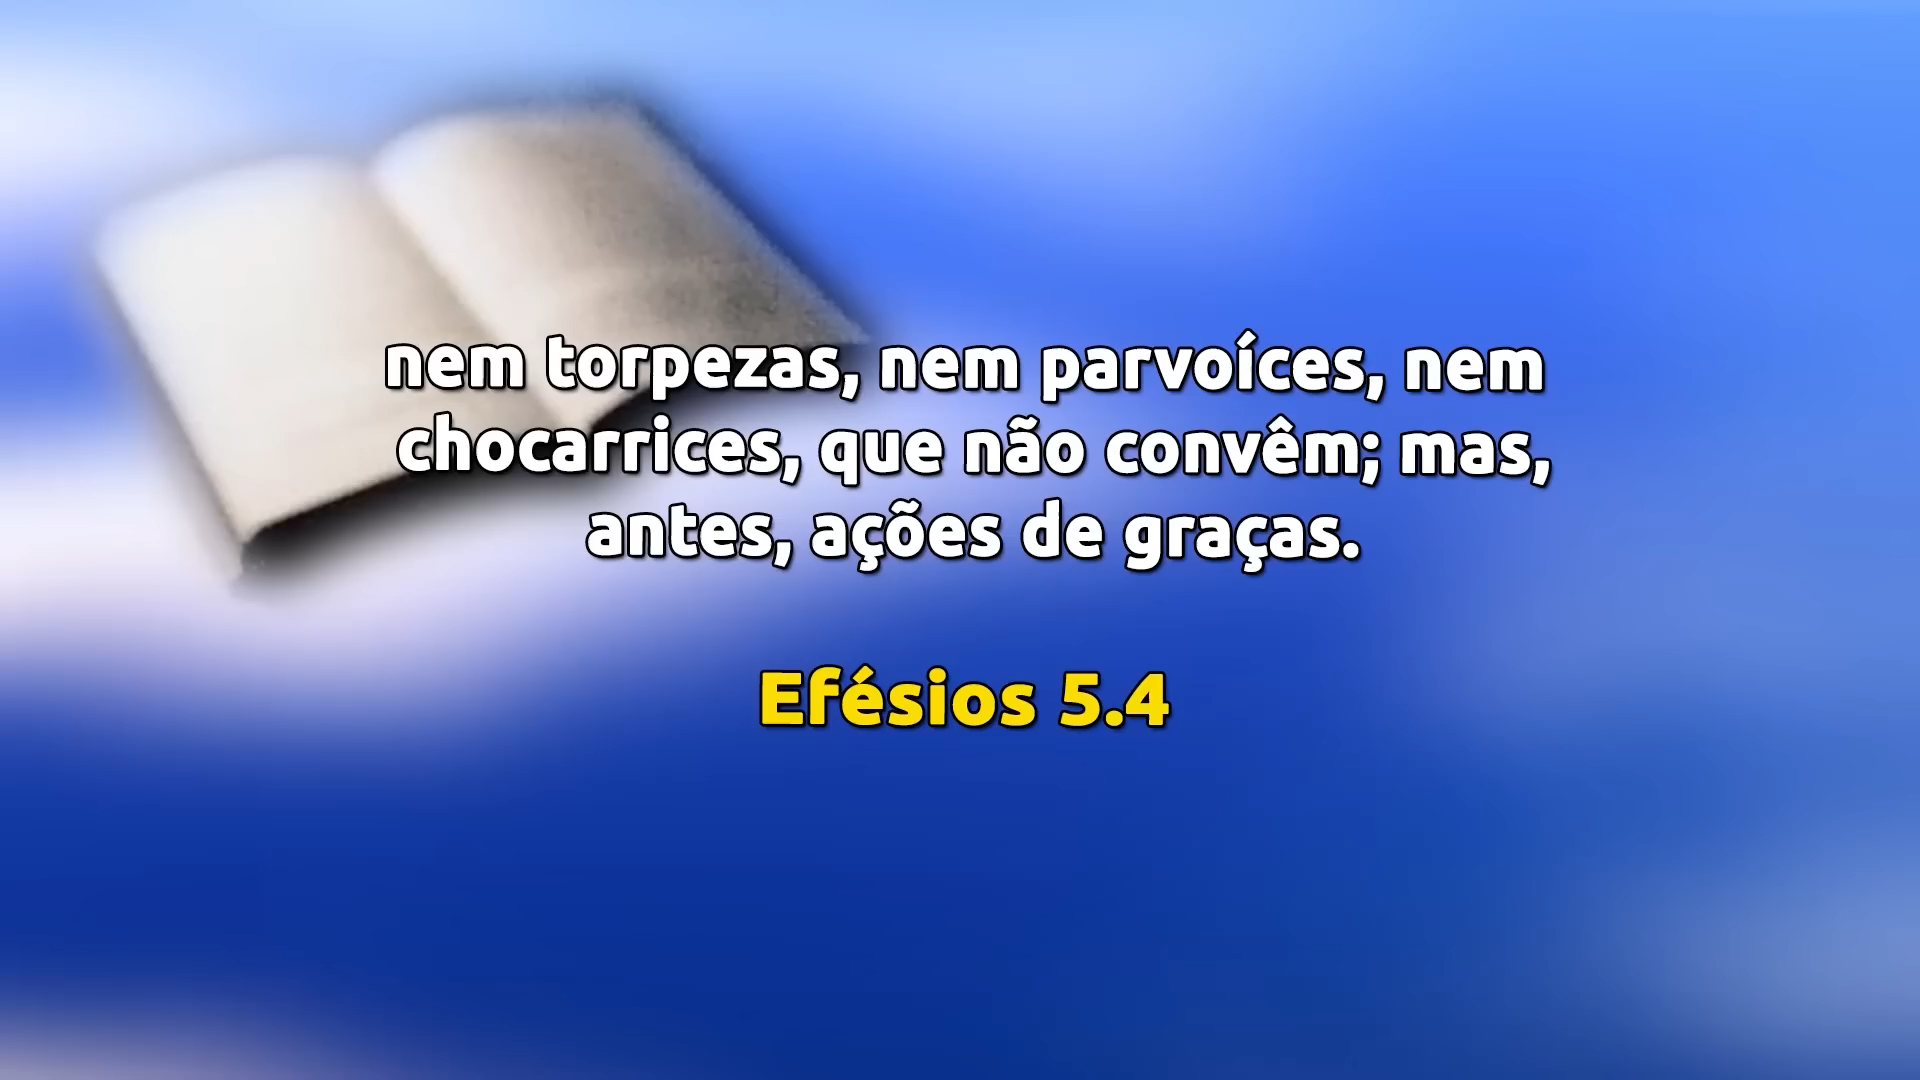 nem torpezas, nem parvoíces, nem
chocarrices, que não convêm; mas,
antes, ações de graças.
Efésios 5.4